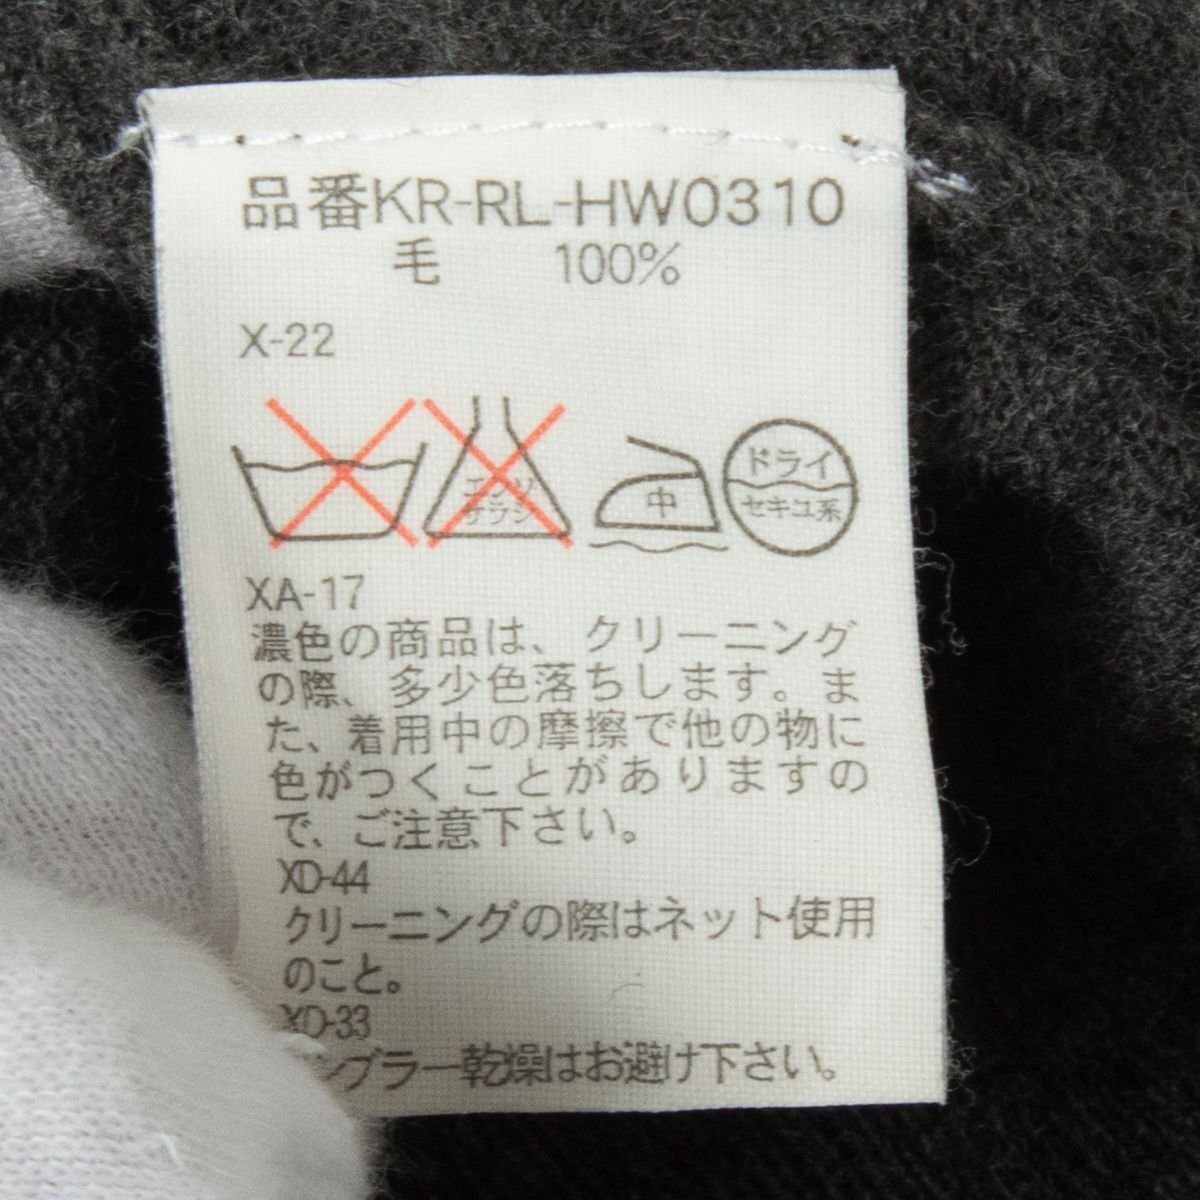 品番KR-RL-HW0310
毛 100%
X-22
エンソ
サラシ
中
ドライ
セキユ系
XA-17
濃色の商品は、クリーニング
の際、多少色落ちします。ま
た、着用中の摩擦で他の物に
色がつくことがありますの
で、ご注意下さい。
XD-44
クリーニングの際はネット使用
のこと。
XD-33
ングラー乾燥はお避け下さい。